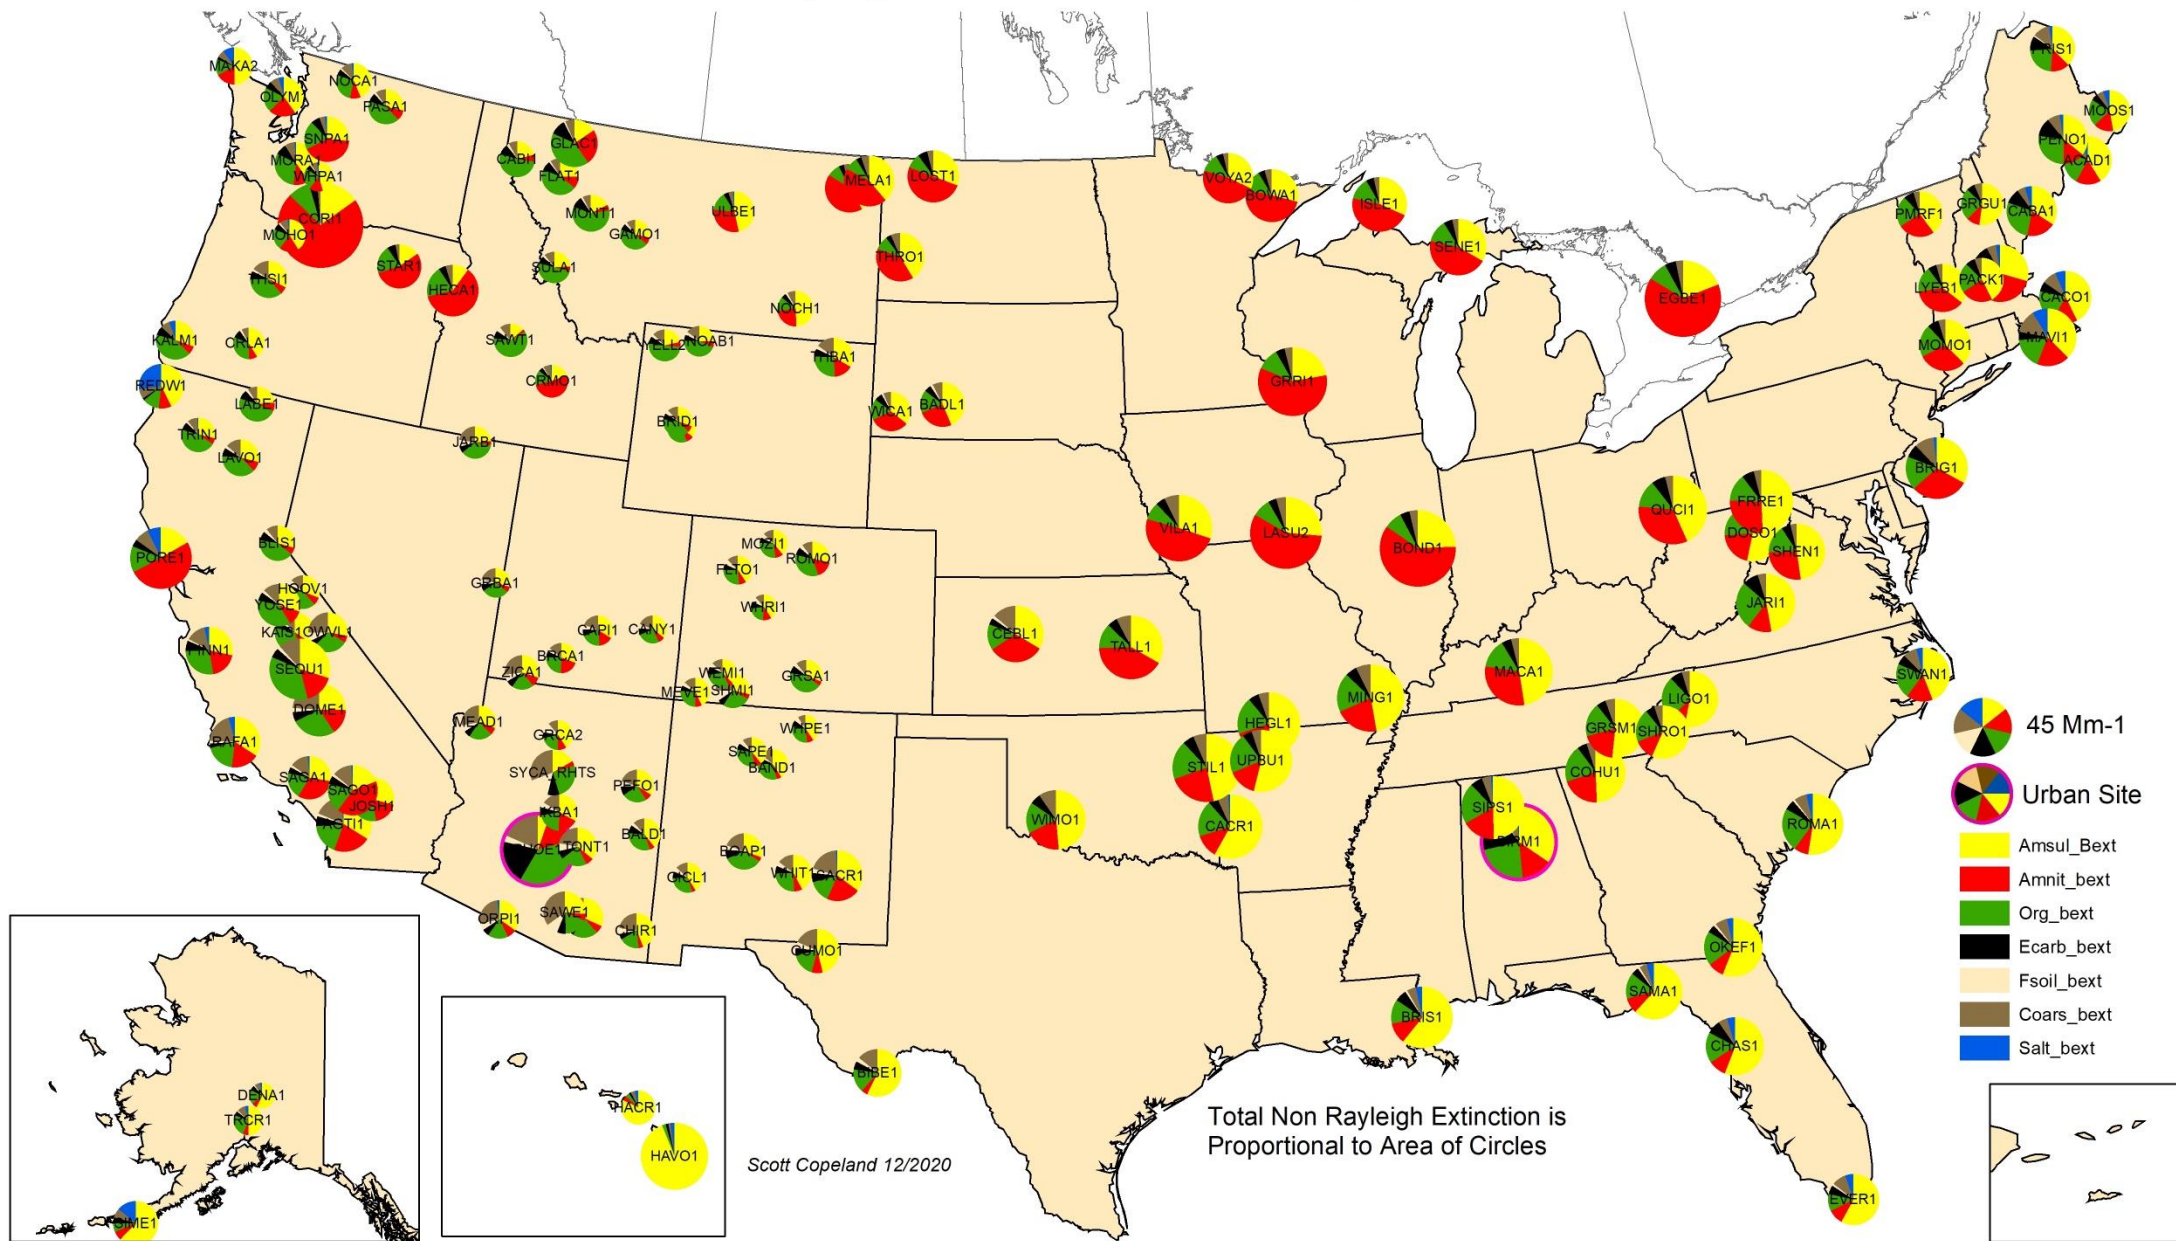 MAKA2
OLYM1
NOCA1
PASA1
SNPA1
MORA1
WHPA1
CORI1
MOHO1
THSI1
STAR1
HECA1
KALM1
CRLA1
REDW1
LABE1
TRIN1
LAVO1
CABI1
GLAC1
FLAT1
MONT1
GAMO1
SULA1
ULBE1
MELA1
LOST1
THRO1
NOCH1
SAWT1
CRMO1
YELL2
NOAB1
THBA1
BRID1
WICA1
BADL1
JARB1
VOYA2
BOWA1
ISLE1
SENE1
GRRI1
EGBE1
PRIS1
MOOS1
PENO1
ACAD1
PMRF1
GRGU1
CABA1
LYEB1
PACK1
CACO1
MOMO1
MAVI1
BRIG1
PORE1
BLIS1
HOOV1
YOSE1
KAIS1
OWVL1
PINN1
SEQU1
DOME1
RAFA1
SAGA1
SAGO1
JOSH1
AGTI1
GRBA1
CAPI1
CANY1
BRCA1
ZICA1
MOZI1
ROMO1
FLTO1
WHRI1
WEMI1
SHMI1
MEVE1
GRSA1
MEAD1
GRCA2
SYCA_RHTS
WHPE1
SAPE1
BAND1
PEFO1
IKBA1
TONT1
BALD1
BOAP1
GICL1
WHIT1
SACR1
ORPI1
SAWE1
CHIR1
GUMO1
BIBE1
VILA1
LASU2
BOND1
QUCI1
FRRE1
DOSO1
SHEN1
JARI1
CEBL1
TALL1
MACA1
MING1
HEGL1
UPBU1
STIL1
CACR1
WIMO1
LIGO1
GRSM1
SHRO1
COHU1
SWAN1
SIPS1
BIRM1
ROMA1
OKEF1
SAMA1
CHAS1
BRIS1
EVER1
DENA1
TRCR1
SIME1
HACR1
HAVO1
45 Mm-1
Urban Site
Amsul_Bext
Amnit_bext
Org_bext
Ecarb_bext
Fsoil_bext
Coars_bext
Salt_bext
Total Non Rayleigh Extinction is
Proportional to Area of Circles
Scott Copeland 12/2020